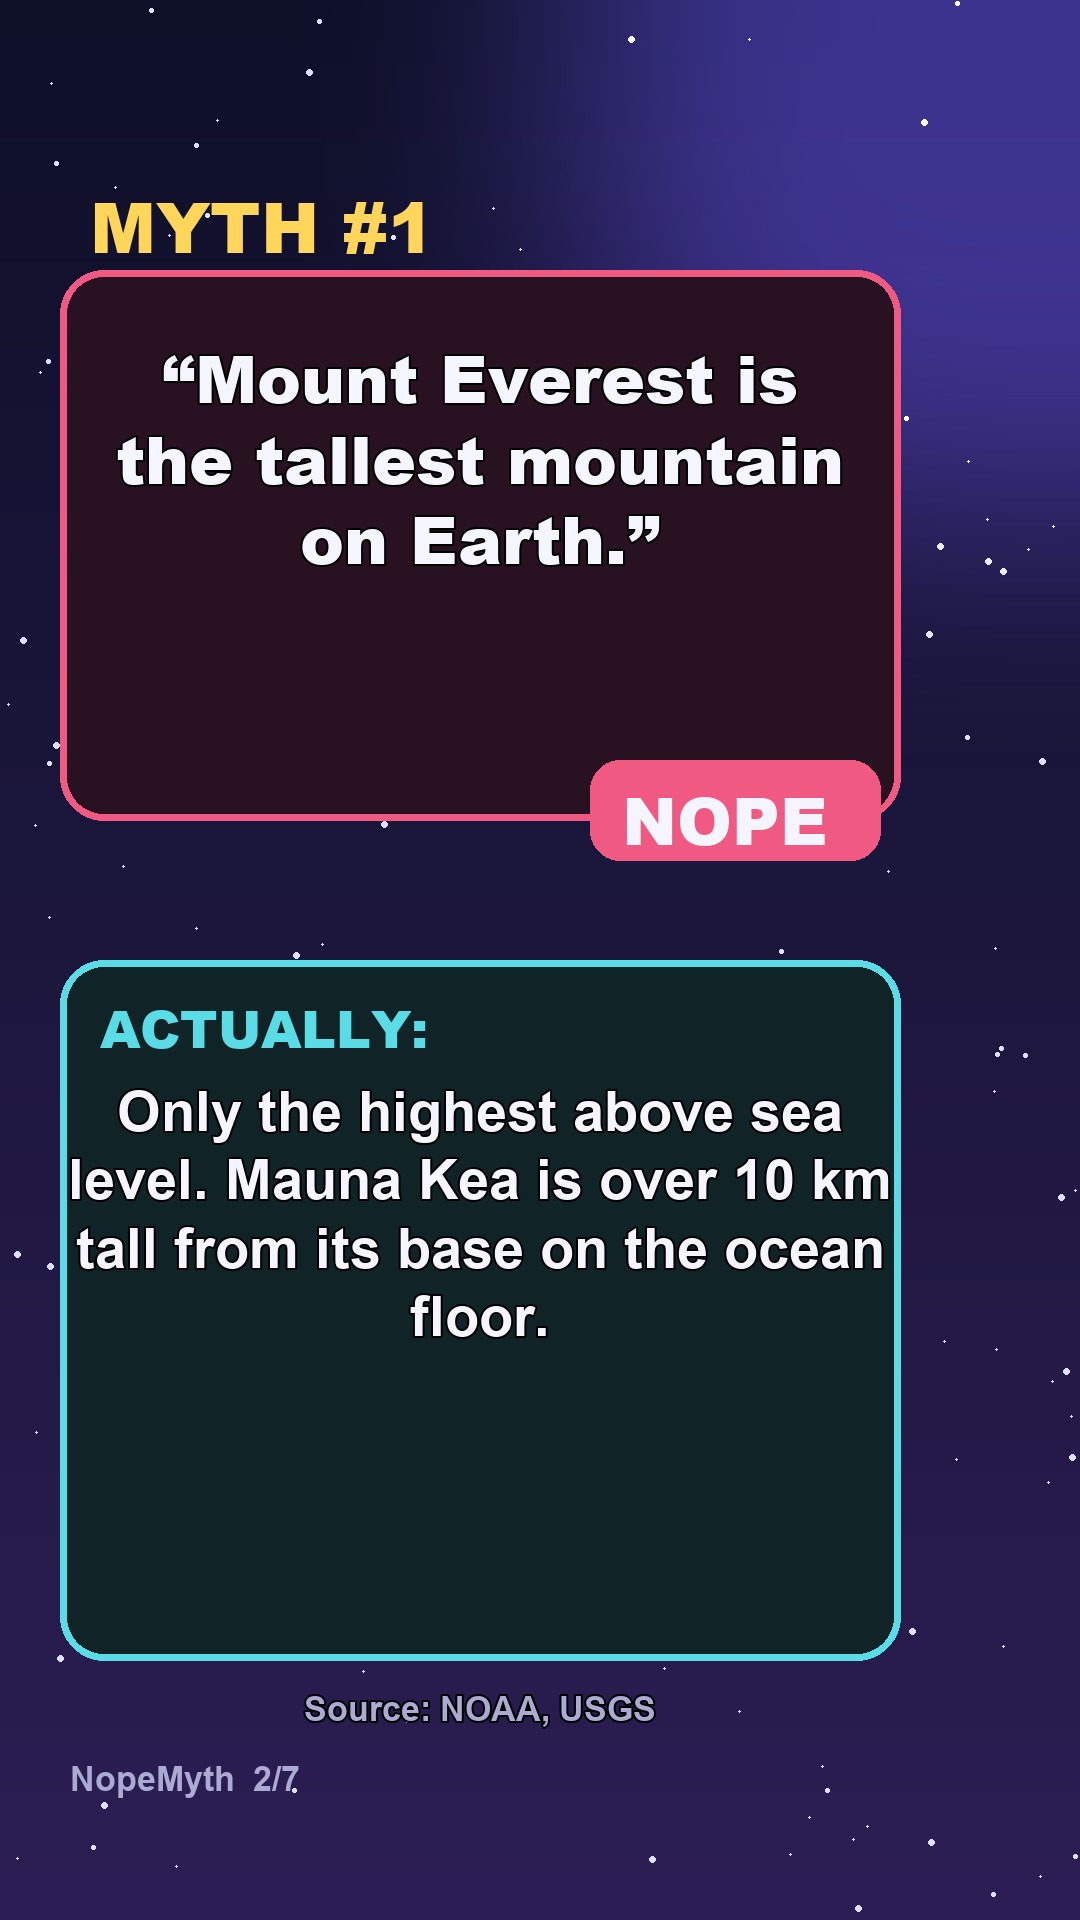 MYTH #1
“Mount Everest is
the tallest mountain
on Earth.”
NOPE
ACTUALLY:
Only the highest above sea
level. Mauna Kea is over 10 km
tall from its base on the ocean
floor.
Source: NOAA, USGS
NopeMyth 2/7